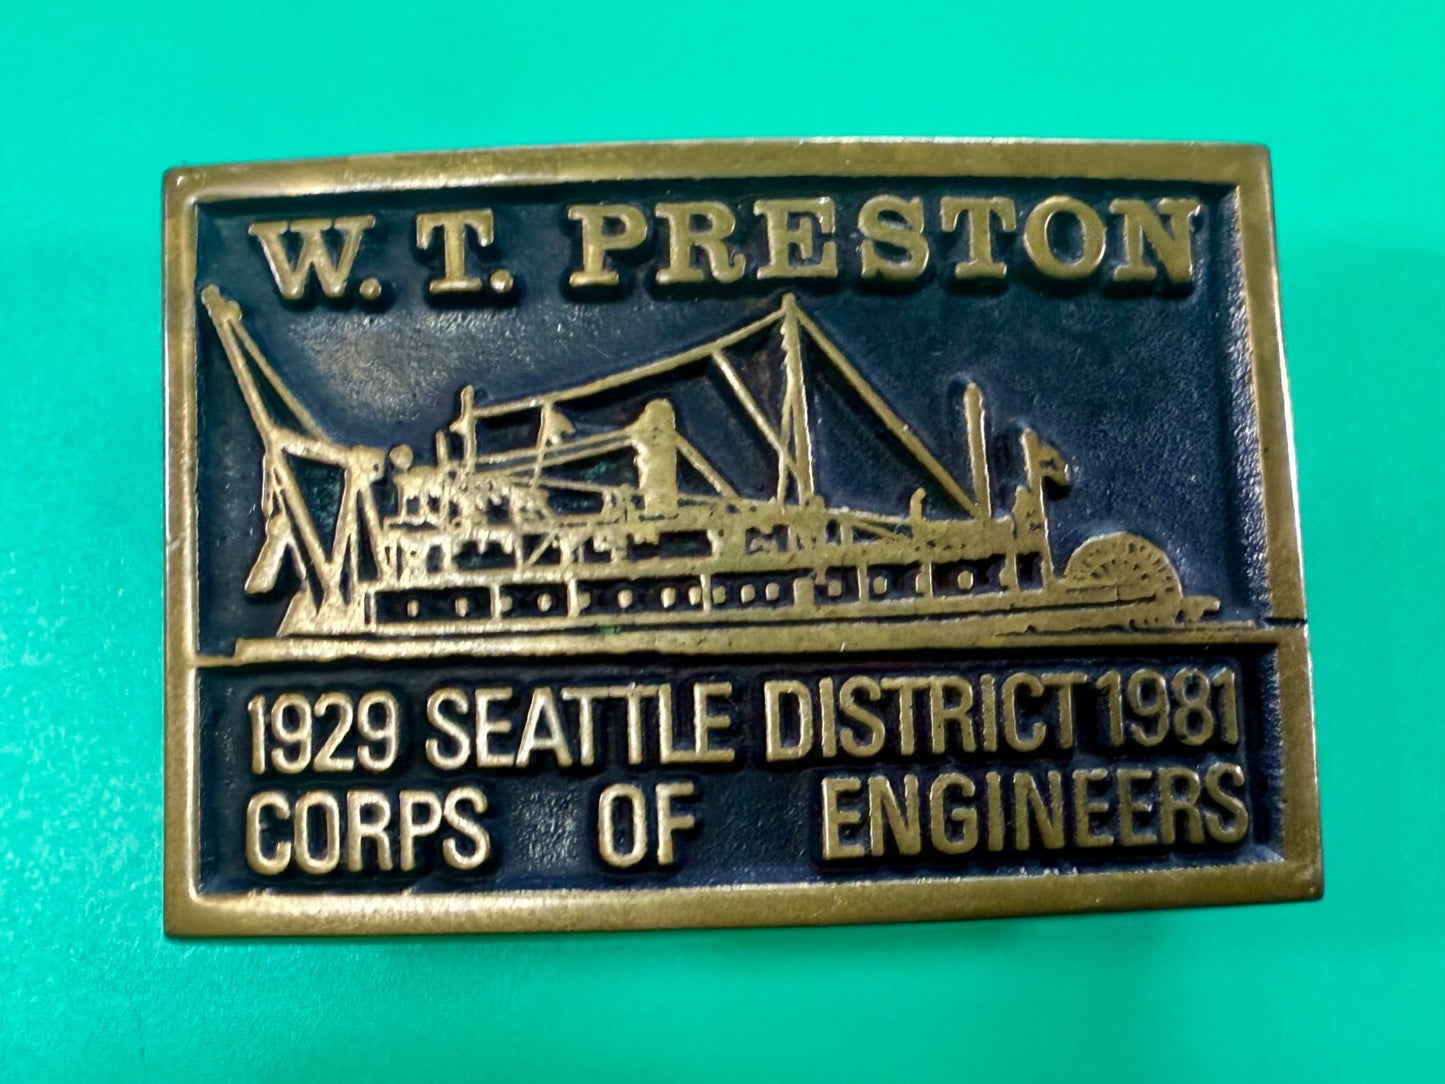 W. T. PRESTON
1929 SEATTLE DISTRICT 1981
CORPS OF ENGINEERS